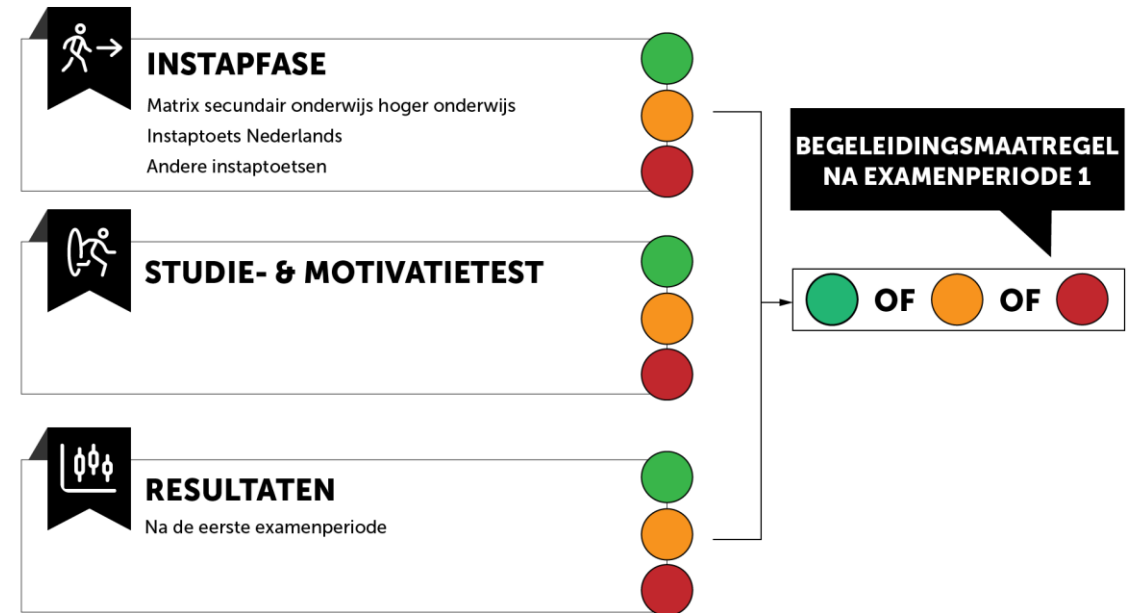 INSTAPFASE
Matrix secundair onderwijs hoger onderwijs
Instaptoets Nederlands
Andere instaptoetsen
STUDIE- & MOTIVATIETEST
RESULTATEN
Na de eerste examenperiode
BEGELEIDINGSMAATREGEL
NA EXAMENPERIODE 1
OF OF